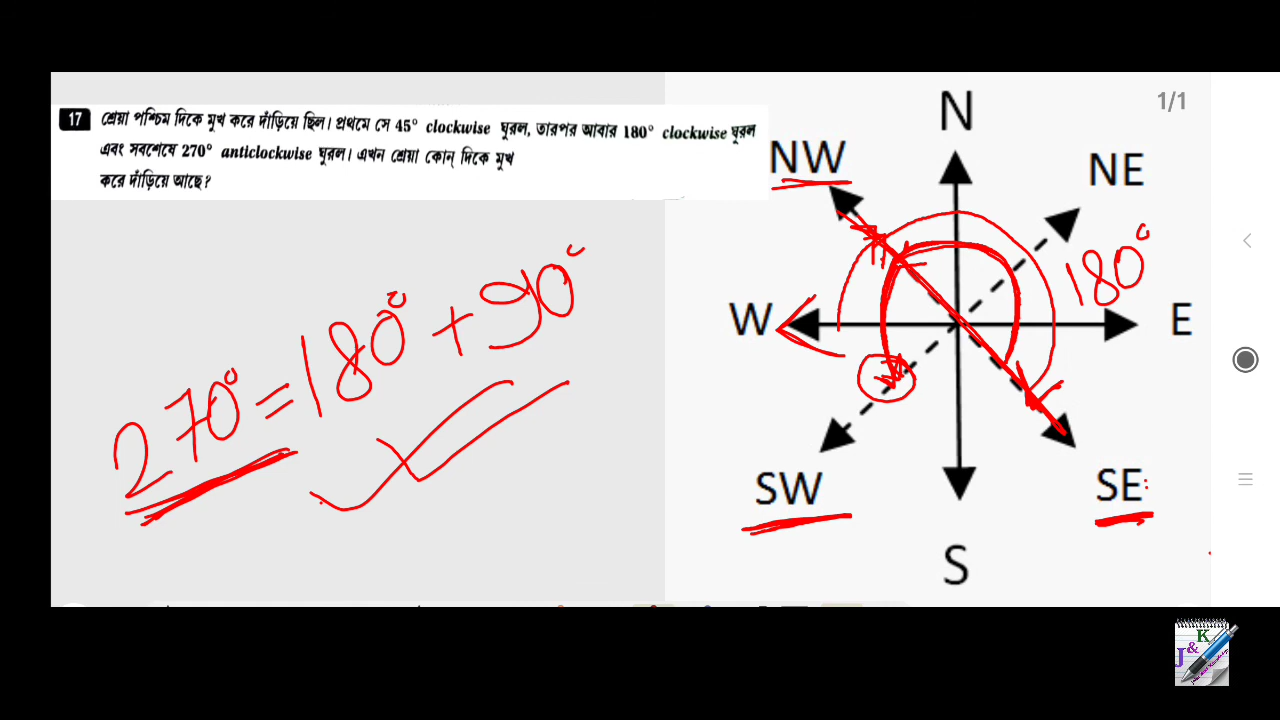 17 শ্রেয়া পশ্চিম দিকে মুখ করে দাঁড়িয়ে ছিল। প্রথমে সে 45° clockwise ঘুরল, তারপর আবার 180° clockwise ঘুরল
এবং সবশেষে 270° anticlockwise ঘুরল। এখন শ্রেয়া কোন্ দিকে মুখ
করে দাঁড়িয়ে আছে?
270° = 180° + 90°
1/1
N
NW
NE
180°
W
E
SW
SE
S
J&K